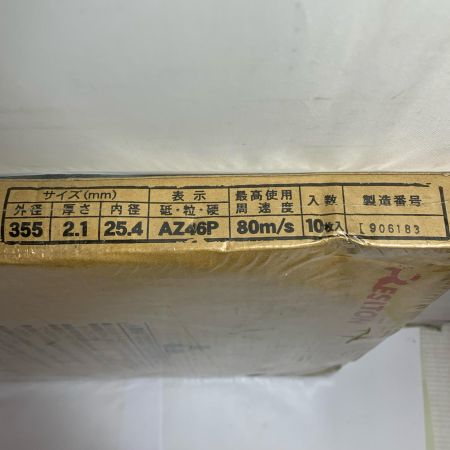 サイズ(mm) 表示 最高使用周速度 入数 製造番号
外径 厚さ 内径 砥・粒・硬
355 2.1 25.4 AZ46P 80m/s 10枚入 [906183
RESITON